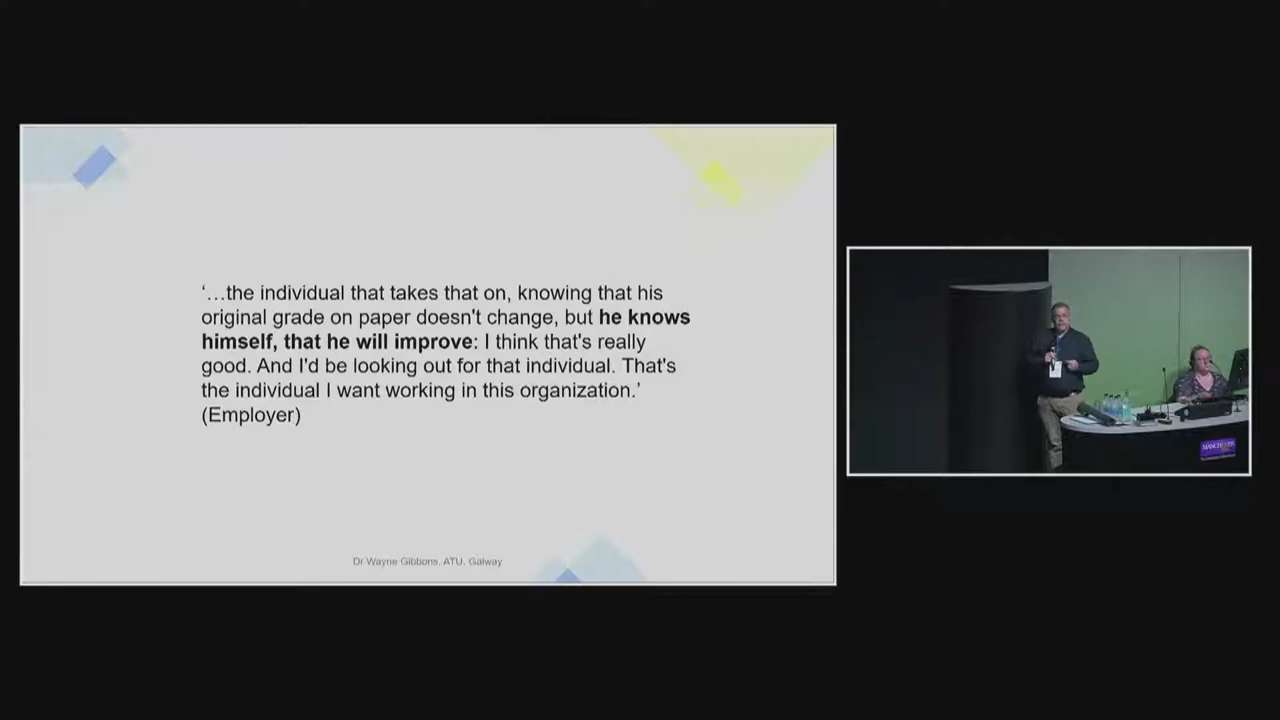 ‘…the individual that takes that on, knowing that his
original grade on paper doesn't change, but he knows
himself, that he will improve: I think that's really
good. And I'd be looking out for that individual. That's
the individual I want working in this organization.’
(Employer)
Dr Wayne Gibbons, ATU, Galway